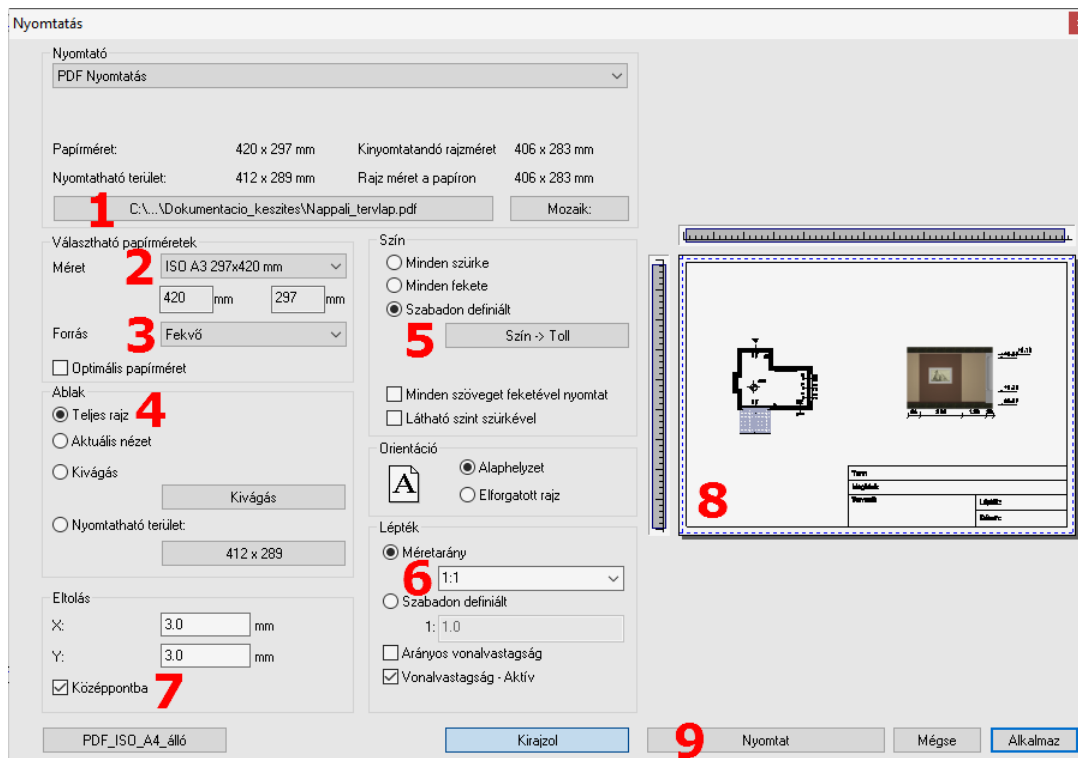 Nyomtatás
Nyomtató
PDF Nyomtatás
Papírméret: 420 x 297 mm Kinyomtatandó rajzméret 406 x 283 mm
Nyomtatható terület: 412 x 289 mm Rajz méret a papíron 406 x 283 mm
1 C:\...\Dokumentacio_keszites\Nappali_tervlap.pdf Mozaik:
Választható papírméretek
Méret 2 ISO A3 297x420 mm
420 mm 297 mm
Forrás 3 Fekvő
Optimális papírméret
Ablak
Teljes rajz 4
Aktuális nézet
Kivágás
Kivágás
Nyomtatható terület:
412 x 289
Eltolás
X: 3.0 mm
Y: 3.0 mm
Középpontba 7
Szín
Minden szürke
Minden fekete
Szabadon definiált
5 Szín -> Toll
Minden szöveget feketével nyomtat
Látható szint szürkével
Orientáció
A
Alaphelyzet
Elforgatott rajz
Lépték
Méretarány
6 1:1
Szabadon definiált
1: 1.0
Arányos vonalvastagság
Vonalvastagság - Aktív
8
PDF_ISO_A4_álló Kirajzol 9 Nyomtat Mégse Alkalmaz